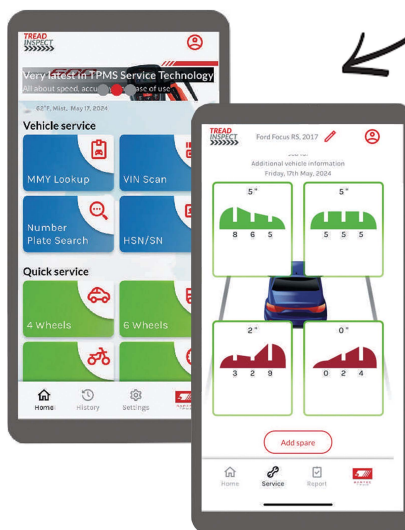 TREAD
INSPECT
Very latest in TPMS Service Technology
All about speed,
ase of use
62°F, Mist, May 17, 2024
Vehicle service
MMY Lookup
VIN Scan
Number
Plate Search
HSN/SN
Quick service
4 Wheels
6 Wheels
Home
History
Settings
TREAD
INSPECT
Ford Focus RS, 2017
Additional vehicle information
Friday, 17th May, 2024
5"
8 6 5
5"
5 5 5
2"
3 2 9
0"
0 2 4
Add spare
Home
Service
Report